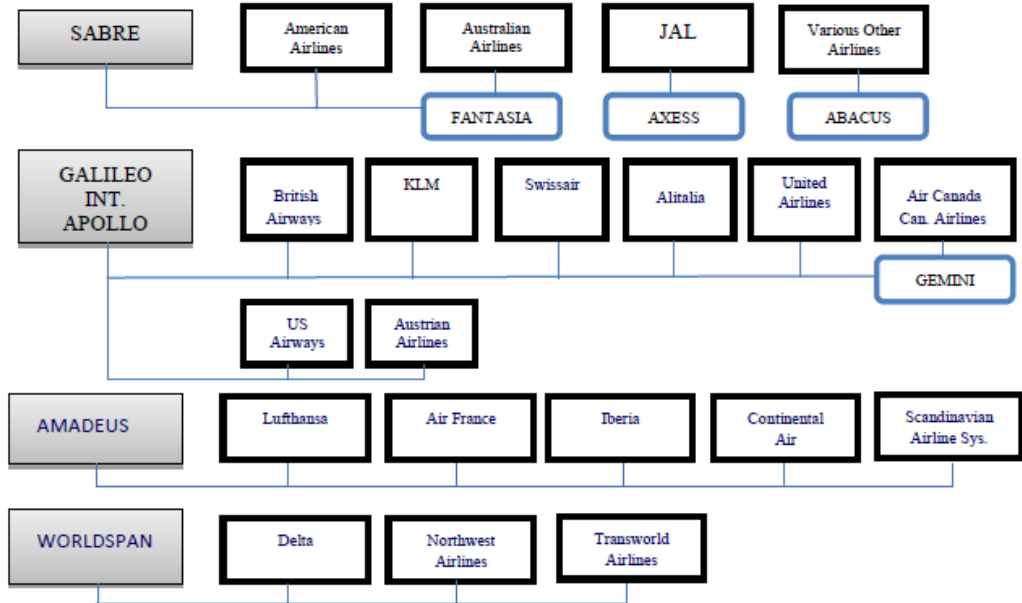 SABRE
American
Airlines
Australian
Airlines
JAL
Various Other
Airlines
FANTASIA
AXESS
ABACUS
GALILEO
INT.
APOLLO
British
Airways
KLM
Swissair
Alitalia
United
Airlines
Air Canada
Can. Airlines
GEMINI
US
Airways
Austrian
Airlines
AMADEUS
Lufthansa
Air France
Iberia
Continental
Air
Scandinavian
Airline Sys.
WORLDSPAN
Delta
Northwest
Airlines
Transworld
Airlines